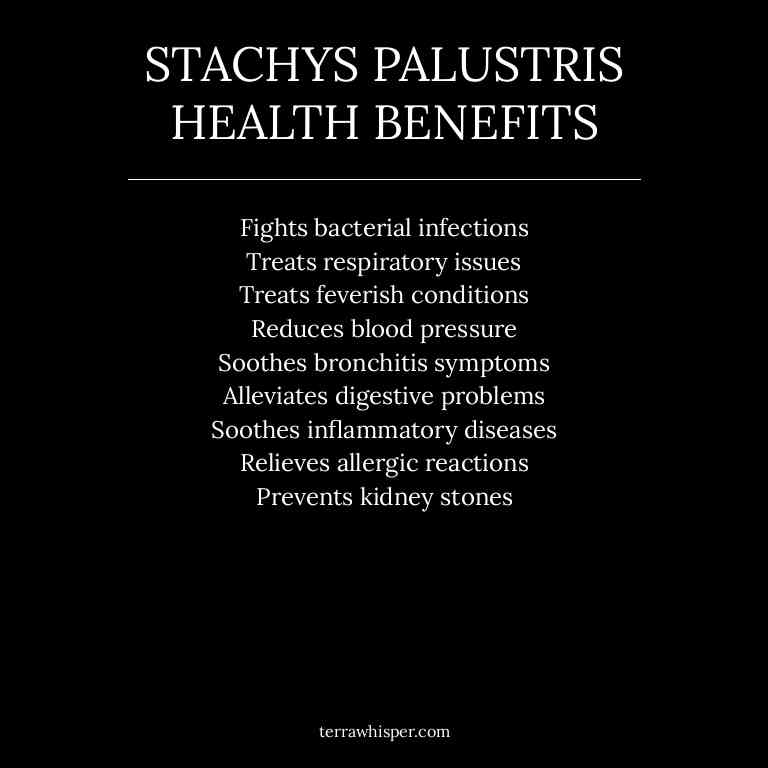 STACHYS PALUSTRIS
HEALTH BENEFITS
Fights bacterial infections
Treats respiratory issues
Treats feverish conditions
Reduces blood pressure
Soothes bronchitis symptoms
Alleviates digestive problems
Soothes inflammatory diseases
Relieves allergic reactions
Prevents kidney stones
terrawhisper.com